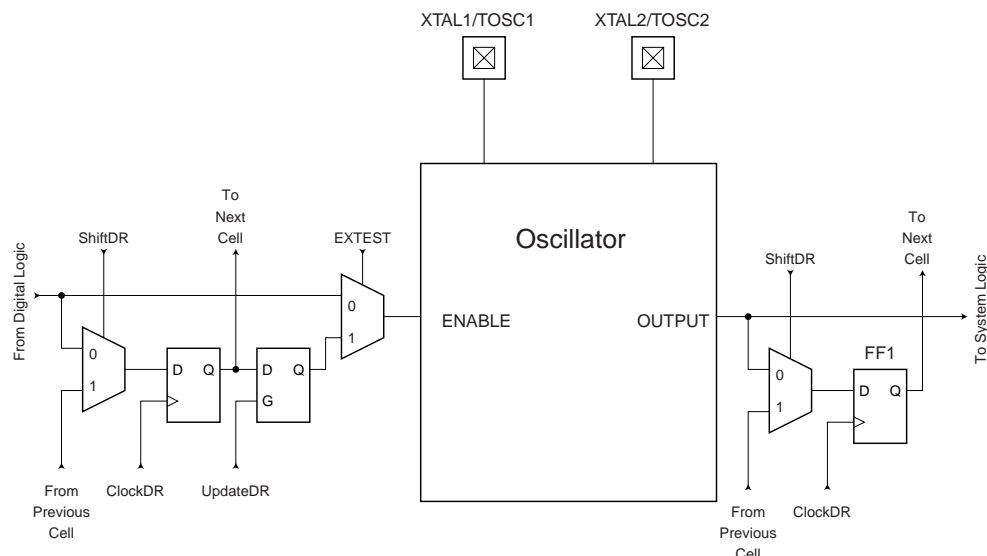 XTAL1/TOSC1
XTAL2/TOSC2
To
Next
Cell
ShiftDR
EXTEST
From Digital Logic
0
1
D Q
D Q
G
0
1
From
Previous
Cell
ClockDR
UpdateDR
Oscillator
ENABLE
OUTPUT
To
Next
Cell
ShiftDR
FF1
0
1
D Q
To System Logic
From
Previous
Cell
ClockDR